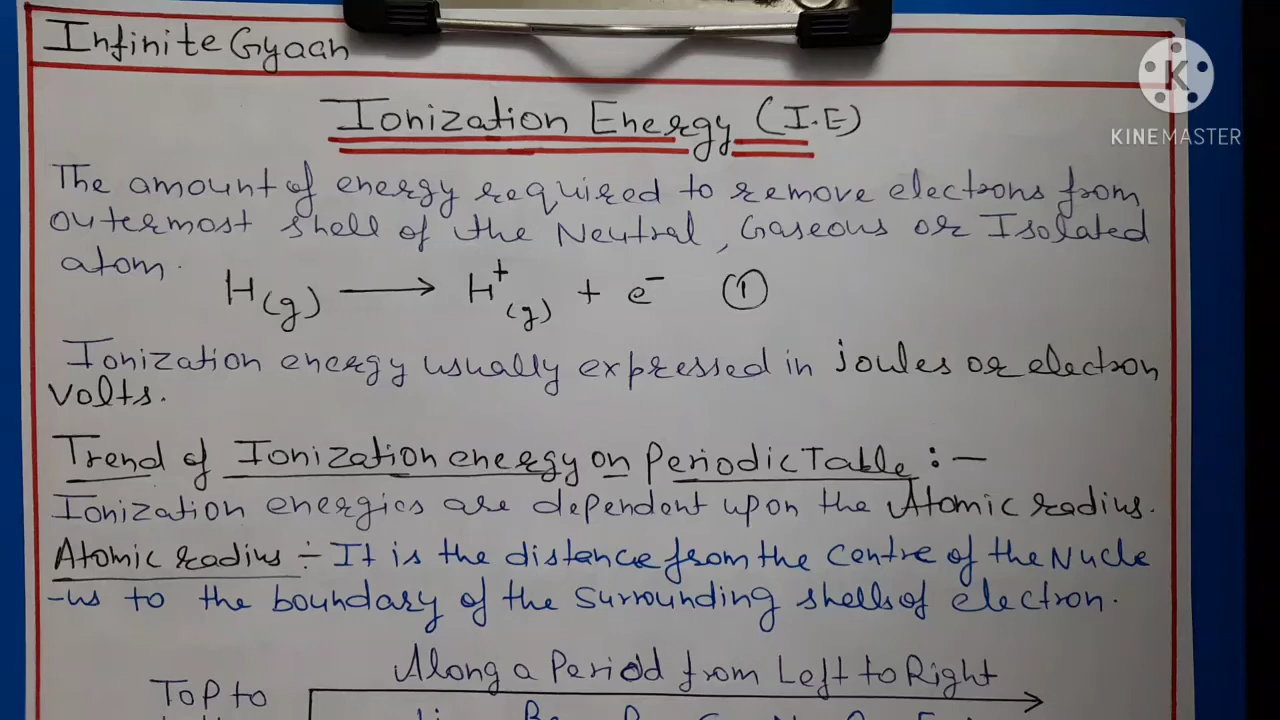 Infinite Gyaan
KINEMASTER
Ionization Energy (I.E)
The amount of energy required to remove electrons from
outermost shell of the Neutral, Gaseous or Isolated
atom.
H(g) ⟶ H⁺(g) + e⁻ ①
Ionization energy usually expressed in joules or electron
volts.
Trend of Ionization energy on Periodic Table :-
Ionization energies are dependent upon the Atomic radius.
Atomic radius ÷ It is the distance from the centre of the Nucle
-us to the boundary of the surrounding shells of electron.
Along a Period from Left to Right
Top to